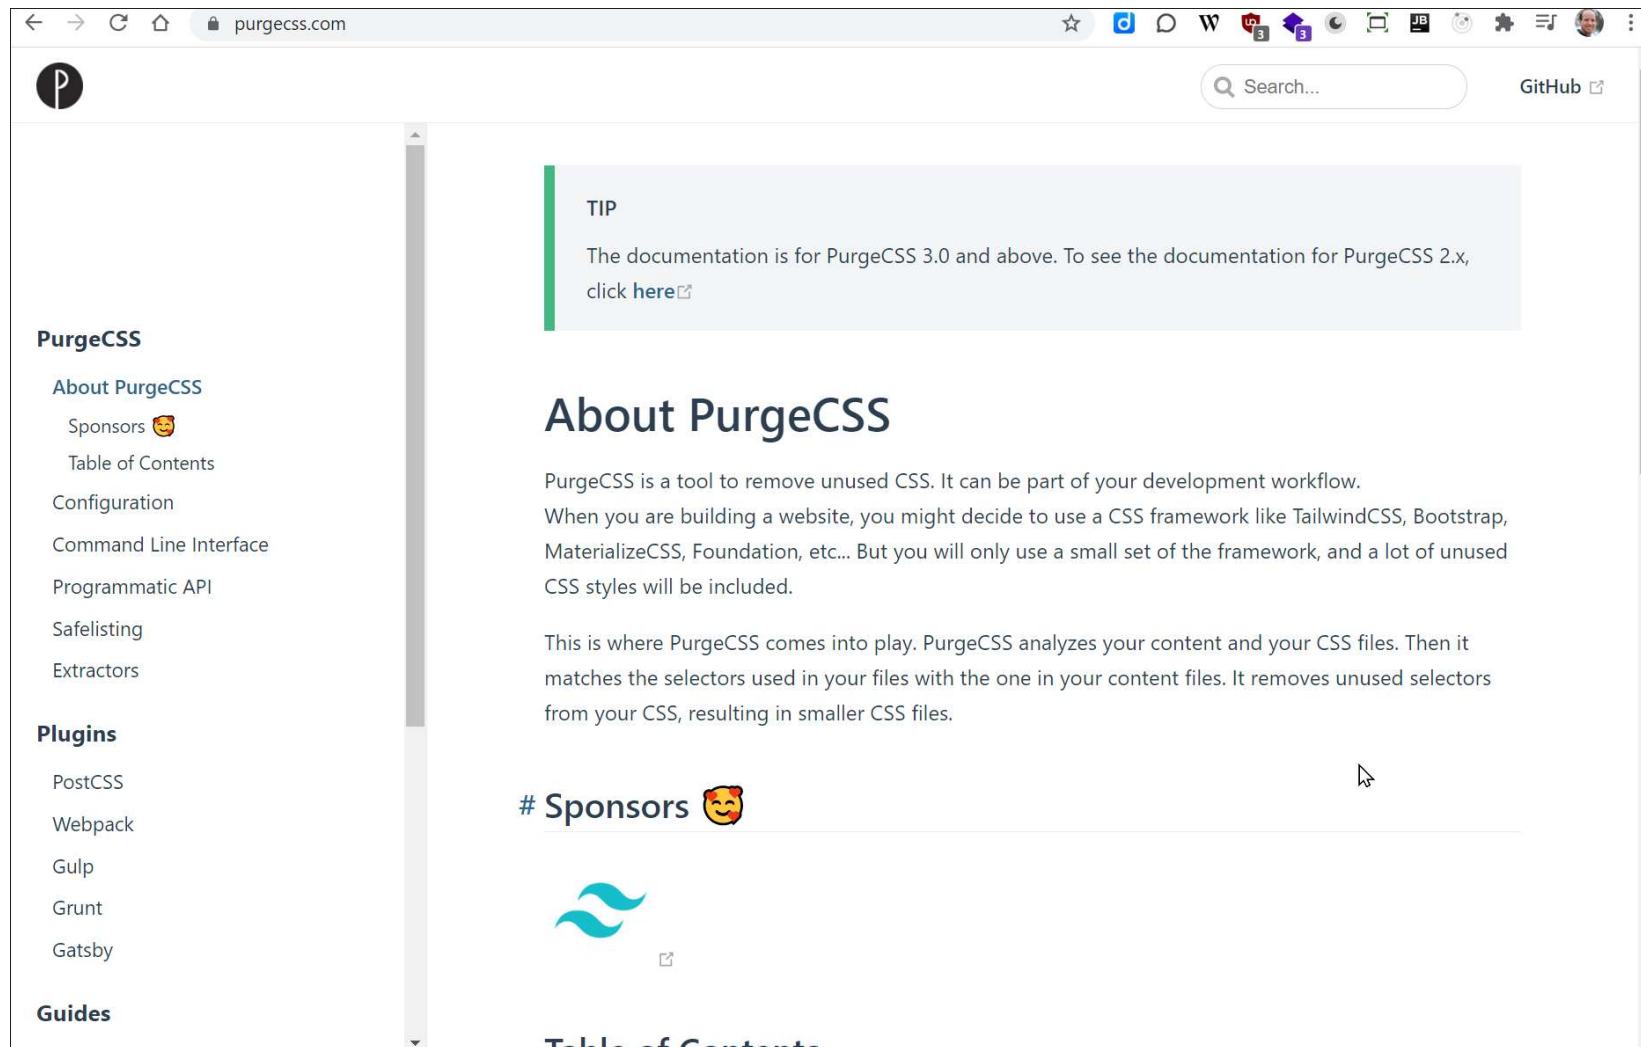 purgecss.com
W
3
3
JB
Search...
GitHub
TIP
The documentation is for PurgeCSS 3.0 and above. To see the documentation for PurgeCSS 2.x,
click here
PurgeCSS
About PurgeCSS
Sponsors 🥰
Table of Contents
Configuration
Command Line Interface
Programmatic API
Safelisting
Extractors
Plugins
PostCSS
Webpack
Gulp
Grunt
Gatsby
Guides
About PurgeCSS
PurgeCSS is a tool to remove unused CSS. It can be part of your development workflow.
When you are building a website, you might decide to use a CSS framework like TailwindCSS, Bootstrap,
MaterializeCSS, Foundation, etc... But you will only use a small set of the framework, and a lot of unused
CSS styles will be included.
This is where PurgeCSS comes into play. PurgeCSS analyzes your content and your CSS files. Then it
matches the selectors used in your files with the one in your content files. It removes unused selectors
from your CSS, resulting in smaller CSS files.
# Sponsors 🥰
Table of Contents